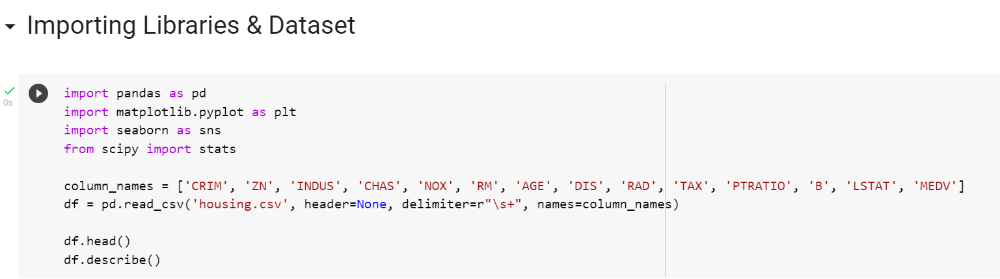 Importing Libraries & Dataset
0s
import pandas as pd
import matplotlib.pyplot as plt
import seaborn as sns
from scipy import stats
column_names = ['CRIM', 'ZN', 'INDUS', 'CHAS', 'NOX', 'RM', 'AGE', 'DIS', 'RAD', 'TAX', 'PTRATIO', 'B', 'LSTAT', 'MEDV']
df = pd.read_csv('housing.csv', header=None, delimiter=r"\s+", names=column_names)
df.head()
df.describe()